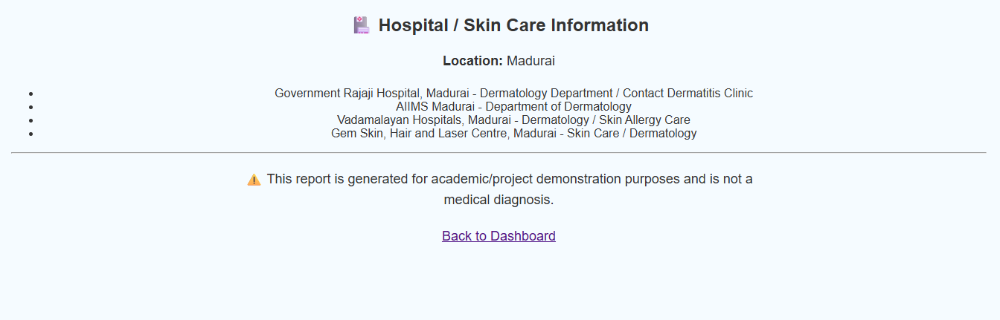 Hospital / Skin Care Information
Location: Madurai
• Government Rajaji Hospital, Madurai - Dermatology Department / Contact Dermatitis Clinic
• AIIMS Madurai - Department of Dermatology
• Vadamalayan Hospitals, Madurai - Dermatology / Skin Allergy Care
• Gem Skin, Hair and Laser Centre, Madurai - Skin Care / Dermatology
⚠️ This report is generated for academic/project demonstration purposes and is not a
medical diagnosis.
Back to Dashboard